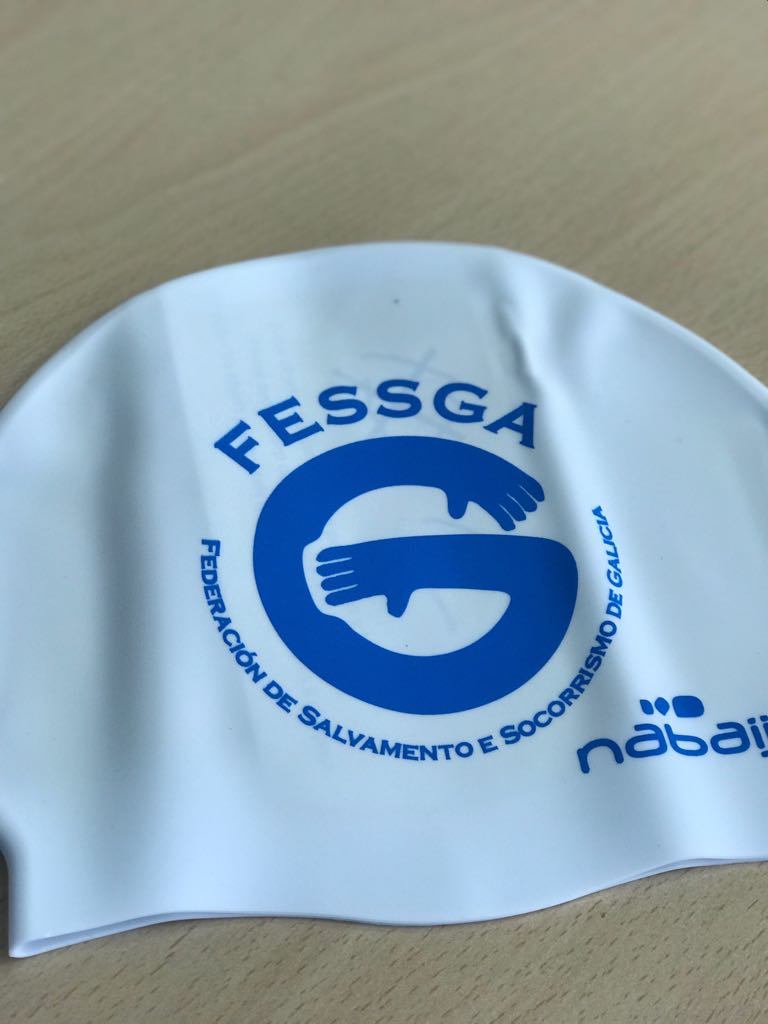 FESSGA
FEDERACIÓN DE SALVAMENTO E SOCORRISMO DE GALICIA
nabaiji